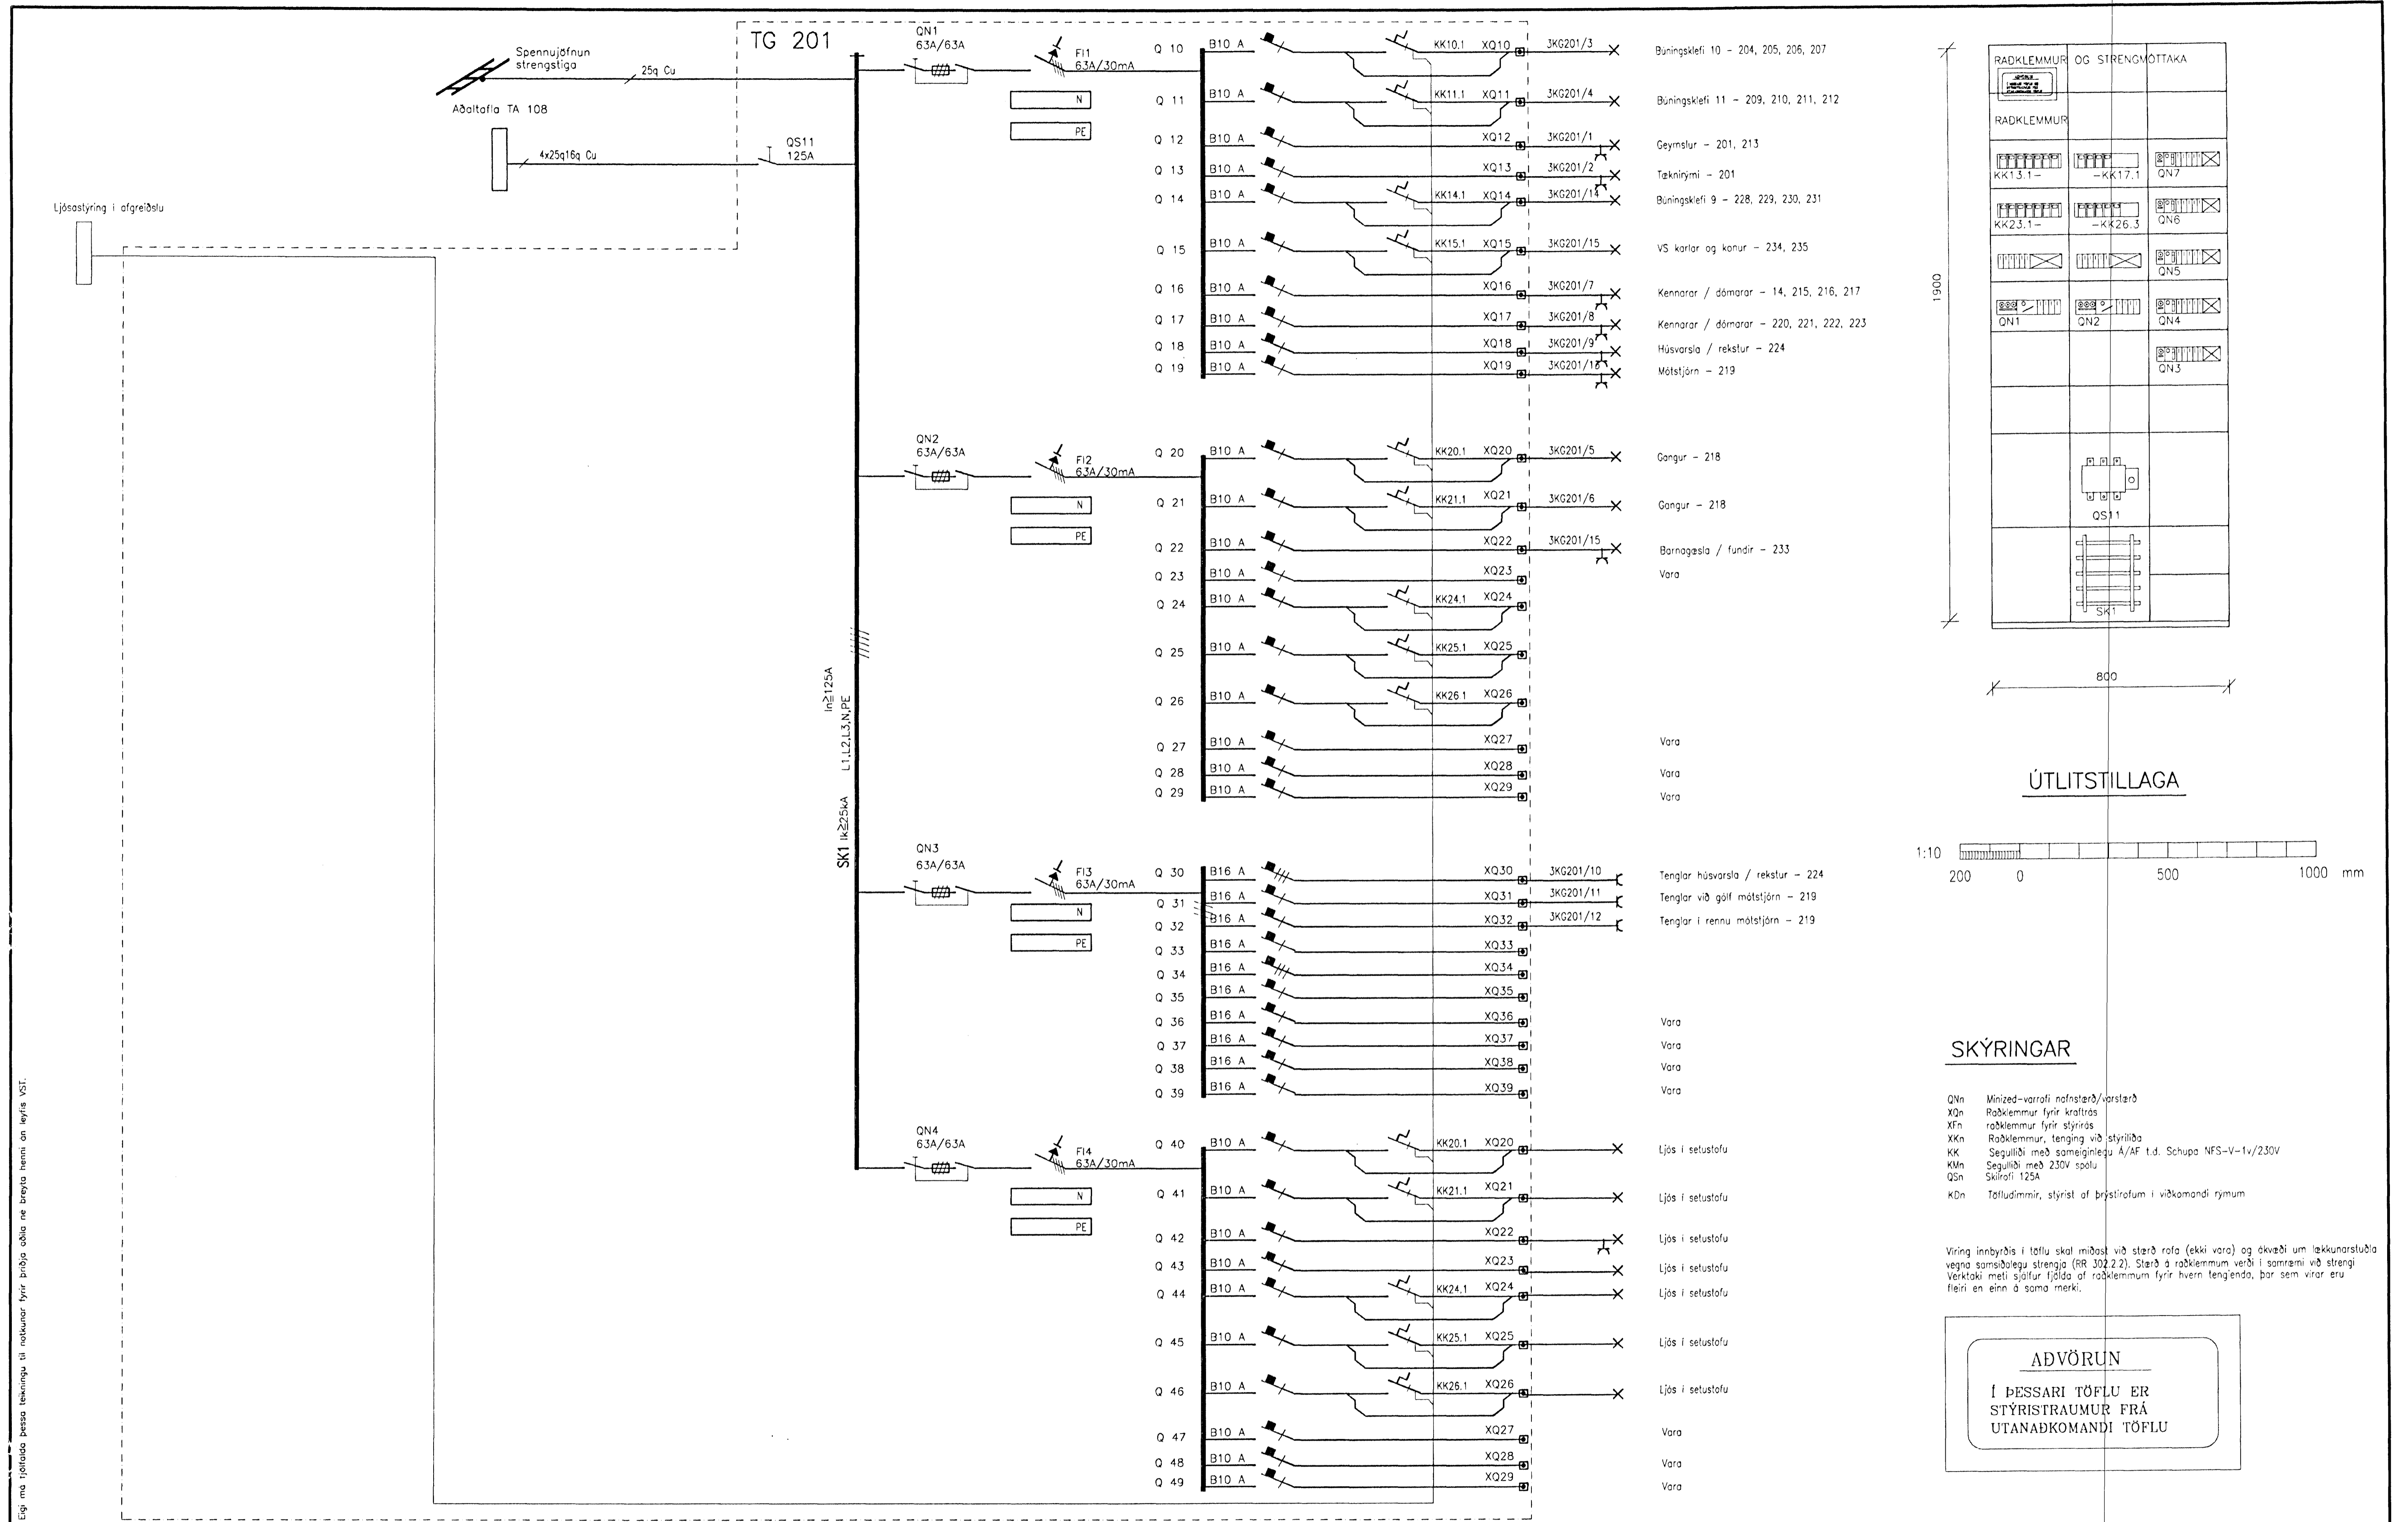 TG 201
Spennujöfnun
strengstiga
25q Cu
Aðaltafla TA 108
4x25q16q Cu
QS11
125A
Ljósastýring í afgreiðslu
In≧125A
L1,L2,L3,N,PE
SK1 Ik≧25kA
QN1
63A/63A
FI1
63A/30mA
N
PE
Q 10 B10 A KK10.1 XQ10 3KG201/3 Búningsklefi 10 - 204, 205, 206, 207
Q 11 B10 A KK11.1 XQ11 3KG201/4 Búningsklefi 11 - 209, 210, 211, 212
Q 12 B10 A XQ12 3KG201/1 Geymslur - 201, 213
Q 13 B10 A XQ13 3KG201/2 Tæknirými - 201
Q 14 B10 A KK14.1 XQ14 3KG201/14 Búningsklefi 9 - 228, 229, 230, 231
Q 15 B10 A KK15.1 XQ15 3KG201/15 VS karlar og konur - 234, 235
Q 16 B10 A XQ16 3KG201/7 Kennarar / dómarar - 14, 215, 216, 217
Q 17 B10 A XQ17 3KG201/8 Kennarar / dómarar - 220, 221, 222, 223
Q 18 B10 A XQ18 3KG201/9 Húsvarsla / rekstur - 224
Q 19 B10 A XQ19 3KG201/13 Mótstjórn - 219
QN2
63A/63A
FI2
63A/30mA
N
PE
Q 20 B10 A KK20.1 XQ20 3KG201/5 Gangur - 218
Q 21 B10 A KK21.1 XQ21 3KG201/6 Gangur - 218
Q 22 B10 A XQ22 3KG201/15 Barnagæsla / fundir - 233
Q 23 B10 A XQ23 Vara
Q 24 B10 A KK24.1 XQ24
Q 25 B10 A KK25.1 XQ25
Q 26 B10 A KK26.1 XQ26
Q 27 B10 A XQ27 Vara
Q 28 B10 A XQ28 Vara
Q 29 B10 A XQ29 Vara
QN3
63A/63A
FI3
63A/30mA
N
PE
Q 30 B16 A XQ30 3KG201/10 Tenglar húsvarsla / rekstur - 224
Q 31 B16 A XQ31 3KG201/11 Tenglar við gólf mótstjórn - 219
Q 32 B16 A XQ32 3KG201/12 Tenglar í rennu mótstjórn - 219
Q 33 B16 A XQ33
Q 34 B16 A XQ34
Q 35 B16 A XQ35
Q 36 B16 A XQ36 Vara
Q 37 B16 A XQ37 Vara
Q 38 B16 A XQ38 Vara
Q 39 B16 A XQ39 Vara
QN4
63A/63A
FI4
63A/30mA
N
PE
Q 40 B10 A KK20.1 XQ20 Ljós í setustofu
Q 41 B10 A KK21.1 XQ21 Ljós í setustofu
Q 42 B10 A XQ22 Ljós í setustofu
Q 43 B10 A XQ23 Ljós í setustofu
Q 44 B10 A KK24.1 XQ24 Ljós í setustofu
Q 45 B10 A KK25.1 XQ25 Ljós í setustofu
Q 46 B10 A KK26.1 XQ26 Ljós í setustofu
Q 47 B10 A XQ27 Vara
Q 48 B10 A XQ28 Vara
Q 49 B10 A XQ29 Vara
RAÐKLEMMUR OG STRENGMÓTTAKA
RAÐKLEMMUR
KK13.1- -KK17.1 QN7
KK23.1- -KK26.3 QN6
QN5
QN1 QN2 QN4
QN3
QS11
SK1
1900
800
ÚTLITSTILLAGA
1:10
200 0 500 1000 mm
SKÝRINGAR
QNn Minized-varrofi nafnstærð/varstærð
XQn Raðklemmur fyrir kraftrás
XFn raðklemmur fyrir stýrirás
XKn Raðklemmur, tenging við stýriliða
KK Segulliði með sameiginlegu Á/AF t.d. Schupa NFS-V-1v/230V
KMn Segulliði með 230V spólu
QSn Skilrofi 125A
KDn Töfludimmir, stýrist af þrýstirofum í viðkomandi rýmum
Víring innbyrðis í töflu skal miðast við stærð rofa (ekki vara) og ákvæði um lækkunarstuðla
vegna samsíðalegu strengja (RR 302.2.2). Stærð á raðklemmum verði í samræmi við strengi
Verktaki meti sjálfur fjölda af raðklemmum fyrir hvern tengienda, þar sem vírar eru
fleiri en einn á sama merki.
AÐVÖRUN
Í ÞESSARI TÖFLU ER
STÝRISTRAUMUR FRÁ
UTANAÐKOMANDI TÖFLU
Eigi má fjölfalda þessa teikningu til notkunar fyrir þriðja aðila né breyta henni án leyfis VST.